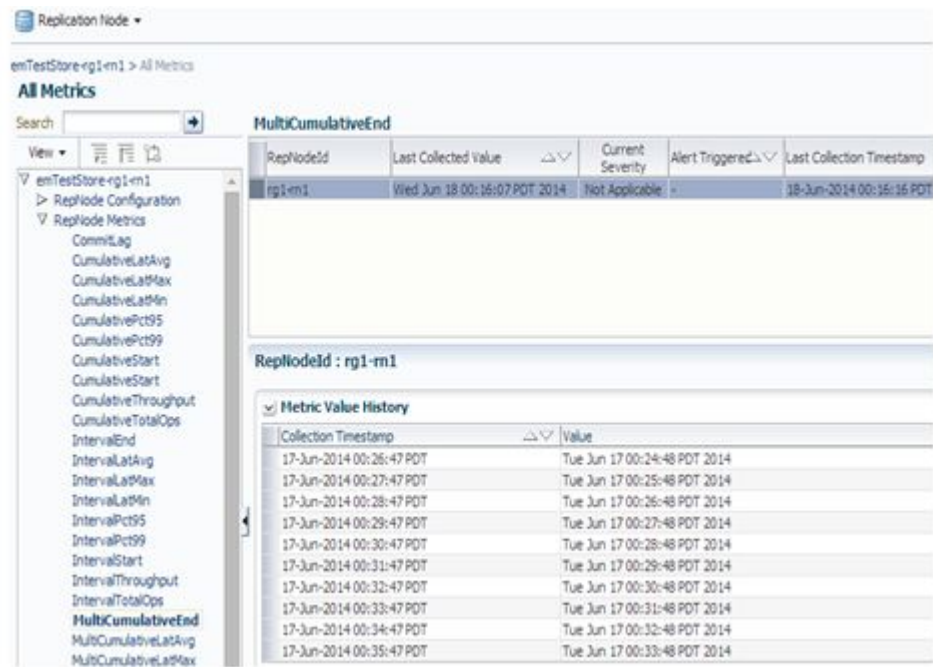 Replication Node
emTestStore-rg1-rn1 > All Metrics
All Metrics
Search
View
emTestStore-rg1-rn1
RepNode Configuration
RepNode Metrics
CommitLag
CumulativeLatAvg
CumulativeLatMax
CumulativeLatMin
CumulativePct95
CumulativePct99
CumulativeStart
CumulativeStart
CumulativeThroughput
CumulativeTotalOps
IntervalEnd
IntervalLatAvg
IntervalLatMax
IntervalLatMin
IntervalPct95
IntervalPct99
IntervalStart
IntervalThroughput
IntervalTotalOps
MultiCumulativeEnd
MultiCumulativeLatAvg
MultiCumulativeLatMax
MultiCumulativeEnd
RepNodeId Last Collected Value Current Severity Alert Triggered Last Collection Timestamp
rg1-rn1 Wed Jun 18 00:16:07 PDT 2014 Not Applicable - 18-Jun-2014 00:16:16 PDT
RepNodeId : rg1-rn1
Metric Value History
Collection Timestamp Value
17-Jun-2014 00:26:47 PDT Tue Jun 17 00:24:48 PDT 2014
17-Jun-2014 00:27:47 PDT Tue Jun 17 00:25:48 PDT 2014
17-Jun-2014 00:28:47 PDT Tue Jun 17 00:26:48 PDT 2014
17-Jun-2014 00:29:47 PDT Tue Jun 17 00:27:48 PDT 2014
17-Jun-2014 00:30:47 PDT Tue Jun 17 00:28:48 PDT 2014
17-Jun-2014 00:31:47 PDT Tue Jun 17 00:29:48 PDT 2014
17-Jun-2014 00:32:47 PDT Tue Jun 17 00:30:48 PDT 2014
17-Jun-2014 00:33:47 PDT Tue Jun 17 00:31:48 PDT 2014
17-Jun-2014 00:34:47 PDT Tue Jun 17 00:32:48 PDT 2014
17-Jun-2014 00:35:47 PDT Tue Jun 17 00:33:48 PDT 2014